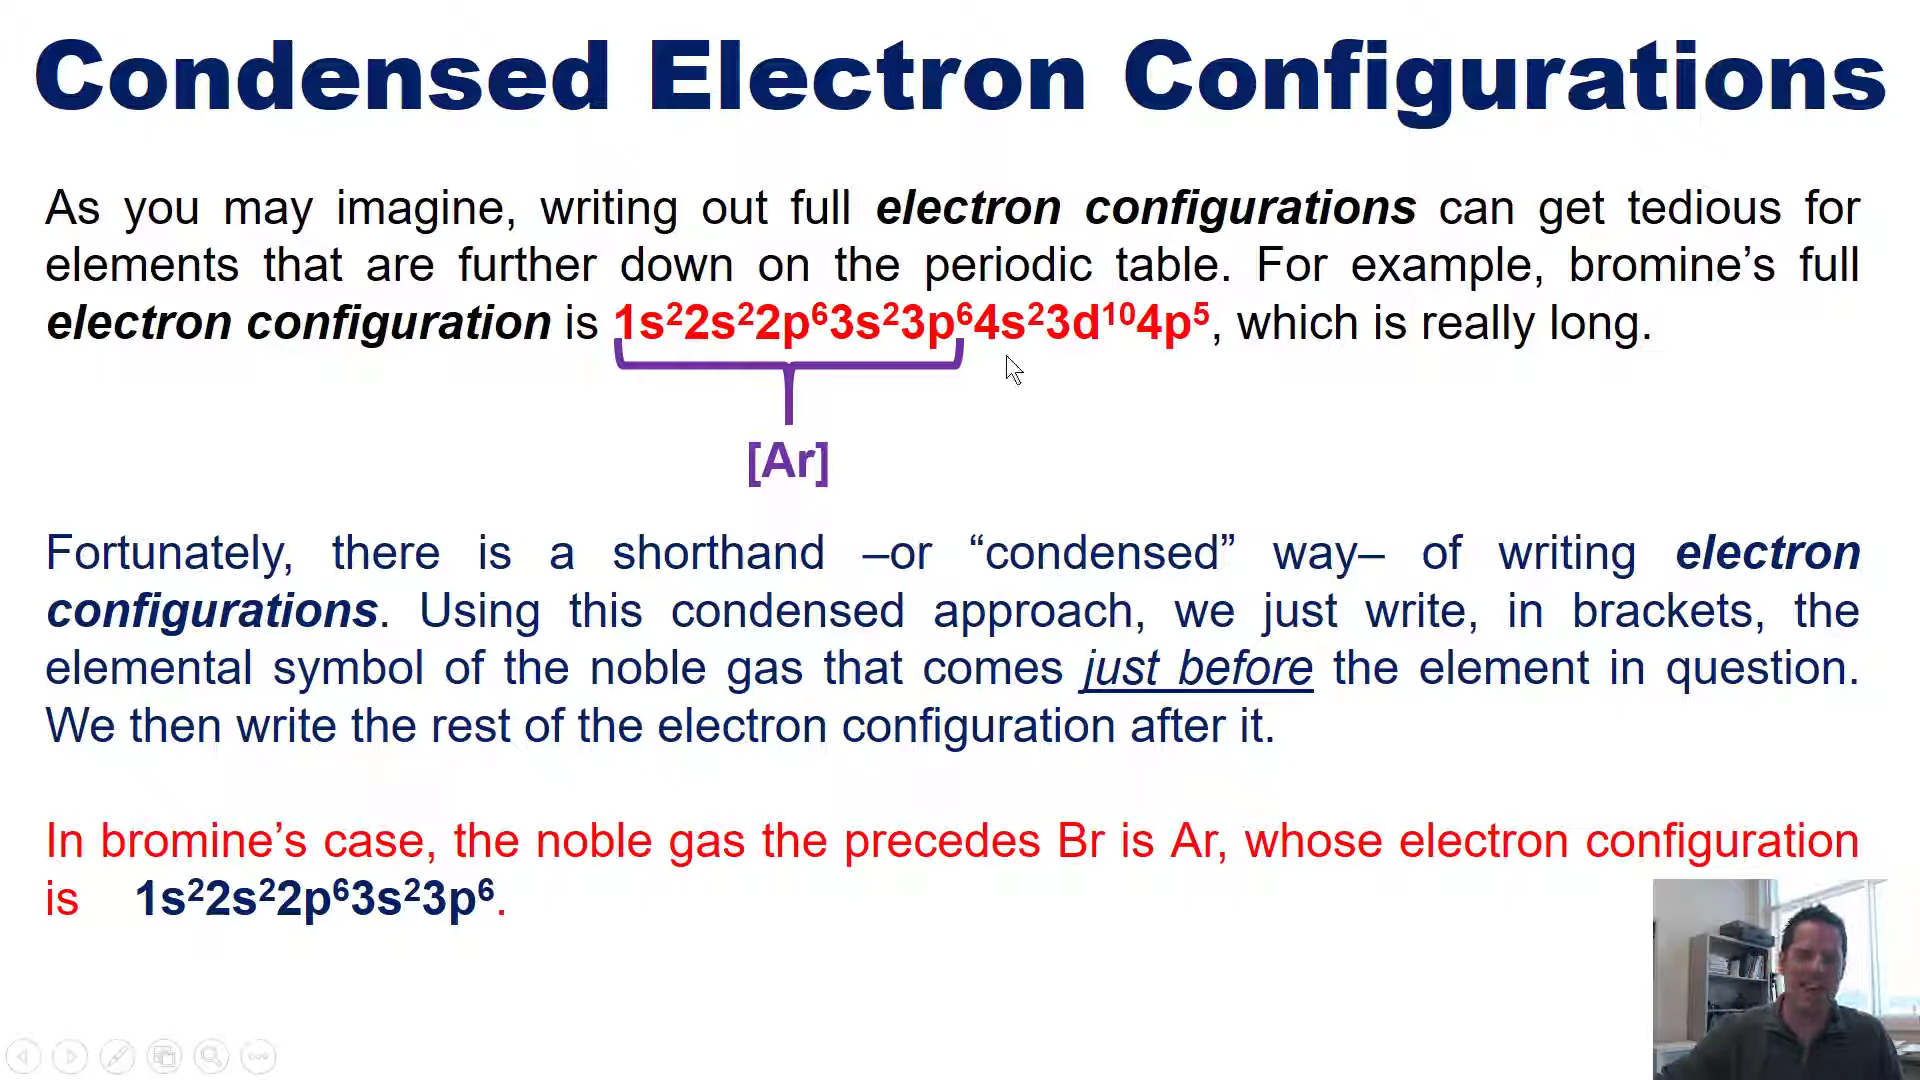 Condensed Electron Configurations
As you may imagine, writing out full electron configurations can get tedious for
elements that are further down on the periodic table. For example, bromine’s full
electron configuration is 1s²2s²2p⁶3s²3p⁶4s²3d¹⁰4p⁵, which is really long.
[Ar]
Fortunately, there is a shorthand –or “condensed” way– of writing electron
configurations. Using this condensed approach, we just write, in brackets, the
elemental symbol of the noble gas that comes just before the element in question.
We then write the rest of the electron configuration after it.
In bromine’s case, the noble gas the precedes Br is Ar, whose electron configuration
is 1s²2s²2p⁶3s²3p⁶.